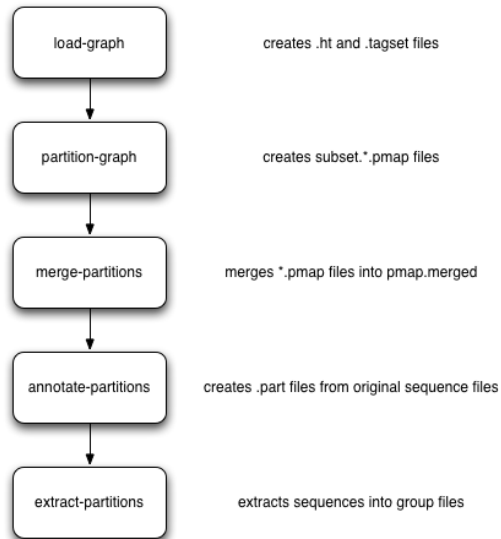 load-graph creates .ht and .tagset files
partition-graph creates subset.*.pmap files
merge-partitions merges *.pmap files into pmap.merged
annotate-partitions creates .part files from original sequence files
extract-partitions extracts sequences into group files